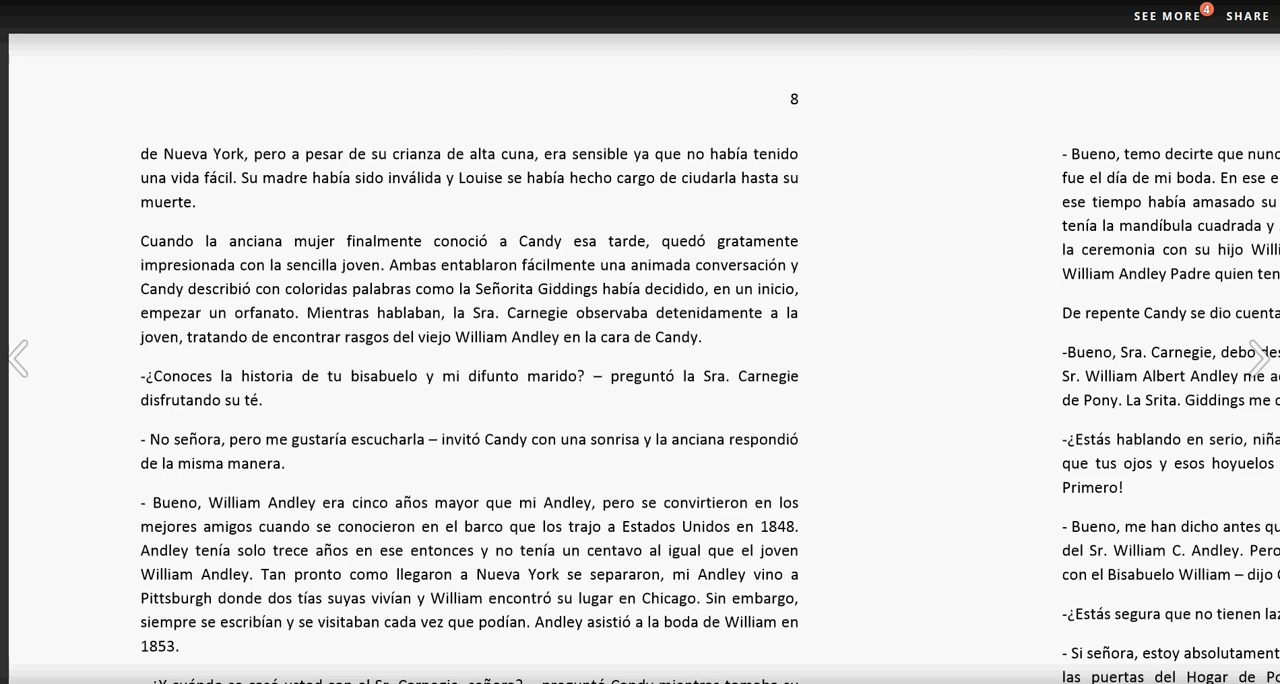 SEE MORE 4 SHARE
8
de Nueva York, pero a pesar de su crianza de alta cuna, era sensible ya que no había tenido
una vida fácil. Su madre había sido inválida y Louise se había hecho cargo de ciudarla hasta su
muerte.
Cuando la anciana mujer finalmente conoció a Candy esa tarde, quedó gratamente
impresionada con la sencilla joven. Ambas entablaron fácilmente una animada conversación y
Candy describió con coloridas palabras como la Señorita Giddings había decidido, en un inicio,
empezar un orfanato. Mientras hablaban, la Sra. Carnegie observaba detenidamente a la
joven, tratando de encontrar rasgos del viejo William Andley en la cara de Candy.
-¿Conoces la historia de tu bisabuelo y mi difunto marido? – preguntó la Sra. Carnegie
disfrutando su té.
- No señora, pero me gustaría escucharla – invitó Candy con una sonrisa y la anciana respondió
de la misma manera.
- Bueno, William Andley era cinco años mayor que mi Andley, pero se convirtieron en los
mejores amigos cuando se conocieron en el barco que los trajo a Estados Unidos en 1848.
Andley tenía solo trece años en ese entonces y no tenía un centavo al igual que el joven
William Andley. Tan pronto como llegaron a Nueva York se separaron, mi Andley vino a
Pittsburgh donde dos tías suyas vivían y William encontró su lugar en Chicago. Sin embargo,
siempre se escribían y se visitaban cada vez que podían. Andley asistió a la boda de William en
1853.
- Bueno, temo decirte que
fue el día de mi boda. En ese
ese tiempo había amasado su
tenía la mandíbula cuadrada y
la ceremonia con su hijo
William Andley Padre quien
De repente Candy se dio
-Bueno, Sra. Carnegie, debo
Sr. William Albert Andley me
de Pony. La Srita. Giddings me
-¿Estás hablando en serio,
que tus ojos y esos hoyuelos
Primero!
- Bueno, me han dicho antes
del Sr. William C. Andley.
con el Bisabuelo William – dijo
-¿Estás segura que no tienen
- Si señora, estoy
las puertas del Hogar de